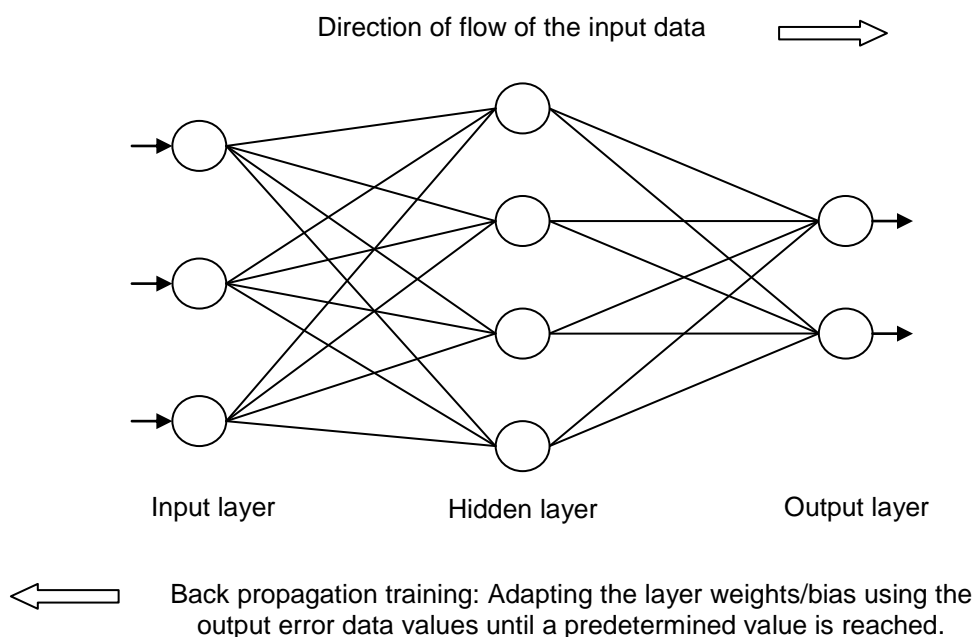 Direction of flow of the input data
Input layer
Hidden layer
Output layer
Back propagation training: Adapting the layer weights/bias using the
output error data values until a predetermined value is reached.